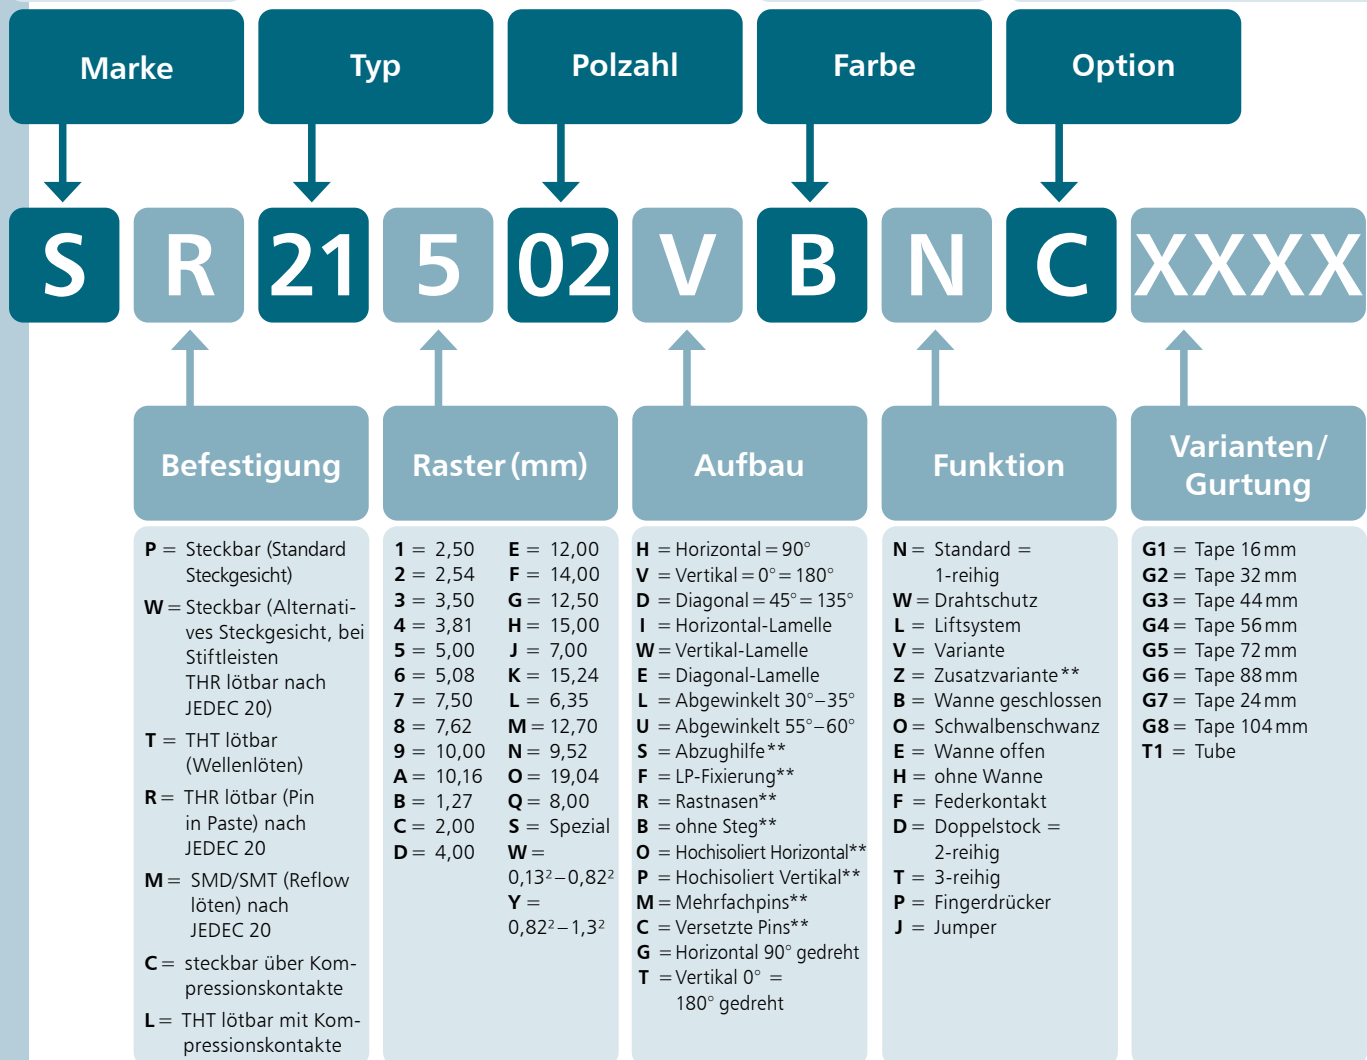 Marke
Typ
Polzahl
Farbe
Option
S R 21 5 02 V B N C XXXX
Befestigung
P = Steckbar (Standard
Steckgesicht)
W = Steckbar (Alternati-
ves Steckgesicht, bei
Stiftleisten
THR lötbar nach
JEDEC 20)
T = THT lötbar
(Wellenlöten)
R = THR lötbar (Pin
in Paste) nach
JEDEC 20
M = SMD/SMT (Reflow
löten) nach
JEDEC 20
C = steckbar über Kom-
pressionskontakte
L = THT lötbar mit Kom-
pressionskontakte
Raster (mm)
1 = 2,50
2 = 2,54
3 = 3,50
4 = 3,81
5 = 5,00
6 = 5,08
7 = 7,50
8 = 7,62
9 = 10,00
A = 10,16
B = 1,27
C = 2,00
D = 4,00
E = 12,00
F = 14,00
G = 12,50
H = 15,00
J = 7,00
K = 15,24
L = 6,35
M = 12,70
N = 9,52
O = 19,04
Q = 8,00
S = Spezial
W =
0,13²–0,82²
Y =
0,82²–1,3²
Aufbau
H = Horizontal = 90°
V = Vertikal = 0° = 180°
D = Diagonal = 45° = 135°
I = Horizontal-Lamelle
W = Vertikal-Lamelle
E = Diagonal-Lamelle
L = Abgewinkelt 30°–35°
U = Abgewinkelt 55°–60°
S = Abzughilfe**
F = LP-Fixierung**
R = Rastnasen**
B = ohne Steg**
O = Hochisoliert Horizontal**
P = Hochisoliert Vertikal**
M = Mehrfachpins**
C = Versetzte Pins**
G = Horizontal 90° gedreht
T = Vertikal 0° =
180° gedreht
Funktion
N = Standard =
1-reihig
W = Drahtschutz
L = Liftsystem
V = Variante
Z = Zusatzvariante**
B = Wanne geschlossen
O = Schwalbenschwanz
E = Wanne offen
H = ohne Wanne
F = Federkontakt
D = Doppelstock =
2-reihig
T = 3-reihig
P = Fingerdrücker
J = Jumper
Varianten/
Gurtung
G1 = Tape 16 mm
G2 = Tape 32 mm
G3 = Tape 44 mm
G4 = Tape 56 mm
G5 = Tape 72 mm
G6 = Tape 88 mm
G7 = Tape 24 mm
G8 = Tape 104 mm
T1 = Tube